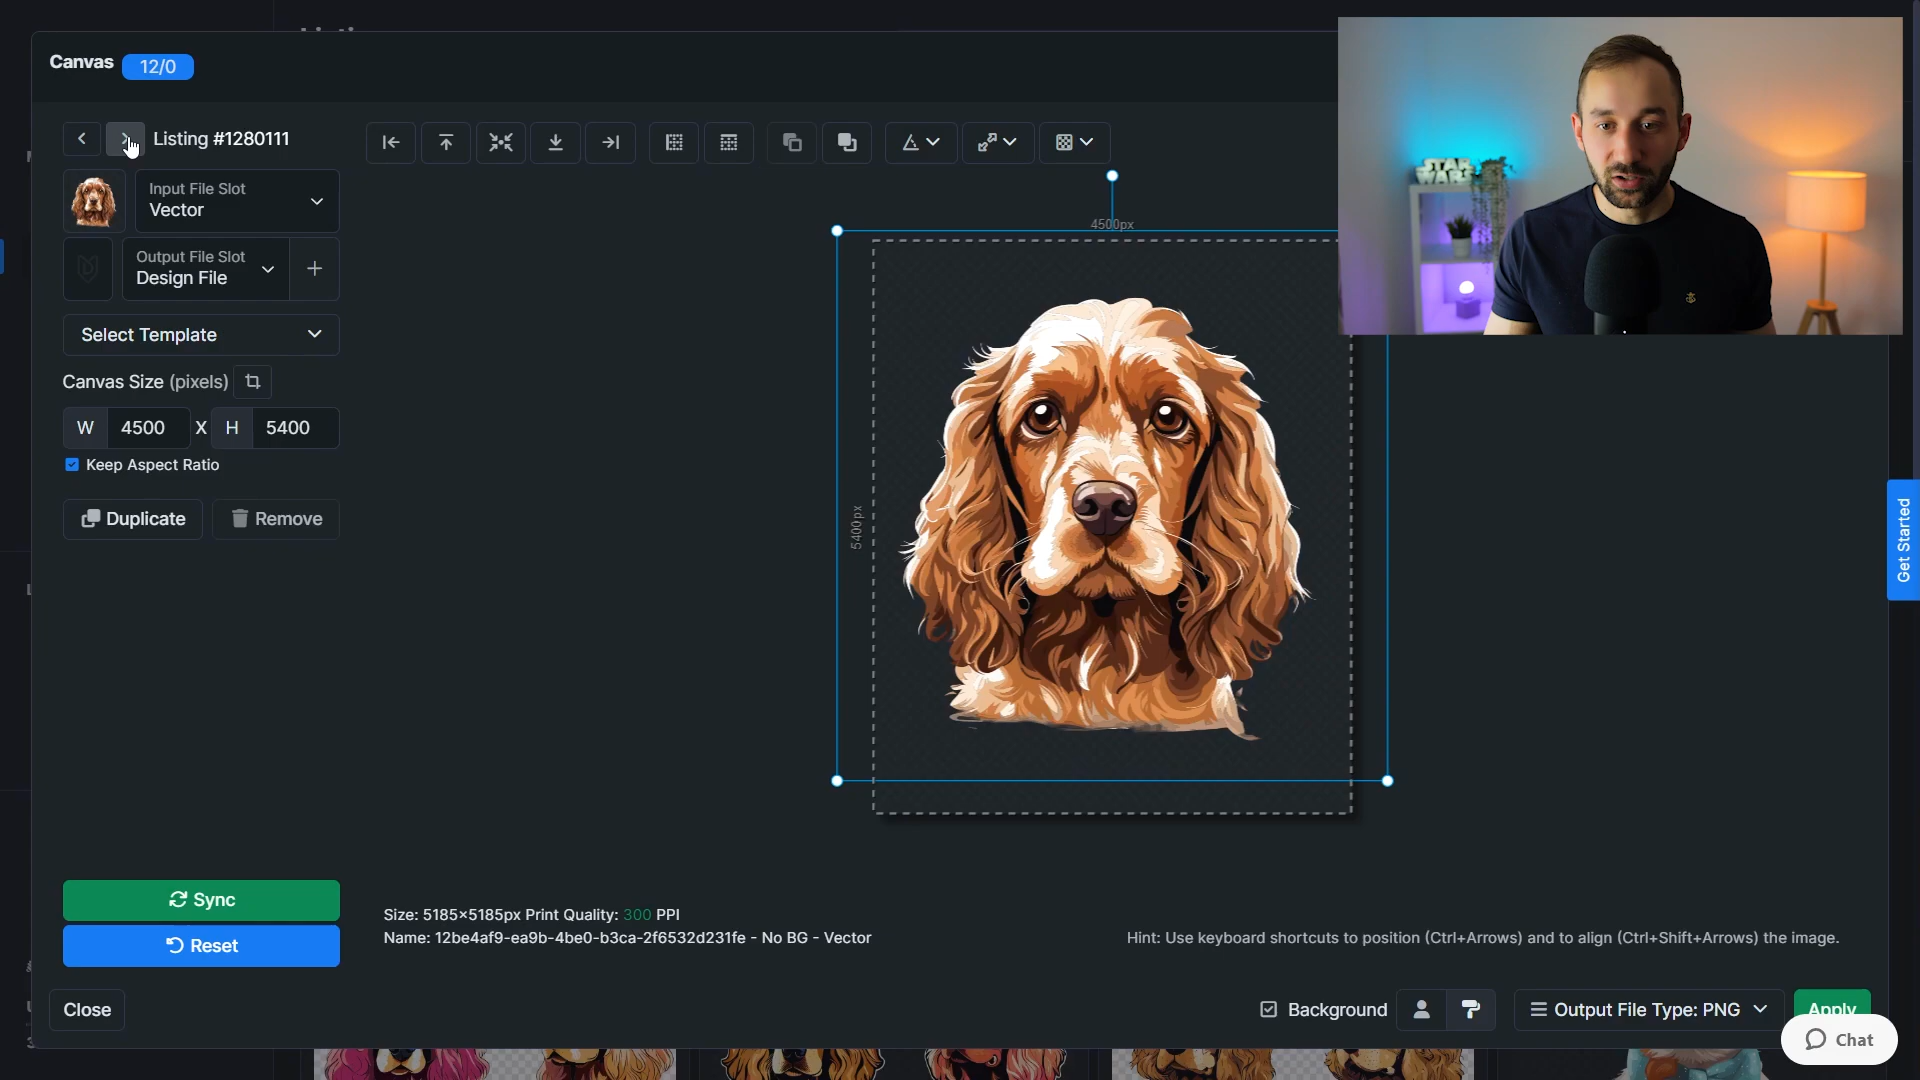 Canvas
12/0
Listing #1280111
Input File Slot
Vector
Output File Slot
Design File
Select Template
Canvas Size (pixels)
W 4500 X H 5400
Keep Aspect Ratio
Duplicate
Remove
4500px
5400px
STAR
WARS
Get Started
Sync
Reset
Size: 5185×5185px Print Quality: 300 PPI
Name: 12be4af9-ea9b-4be0-b3ca-2f6532d231fe - No BG - Vector
Hint: Use keyboard shortcuts to position (Ctrl+Arrows) and to align (Ctrl+Shift+Arrows) the image.
Close
Background
Output File Type: PNG
Apply
Chat